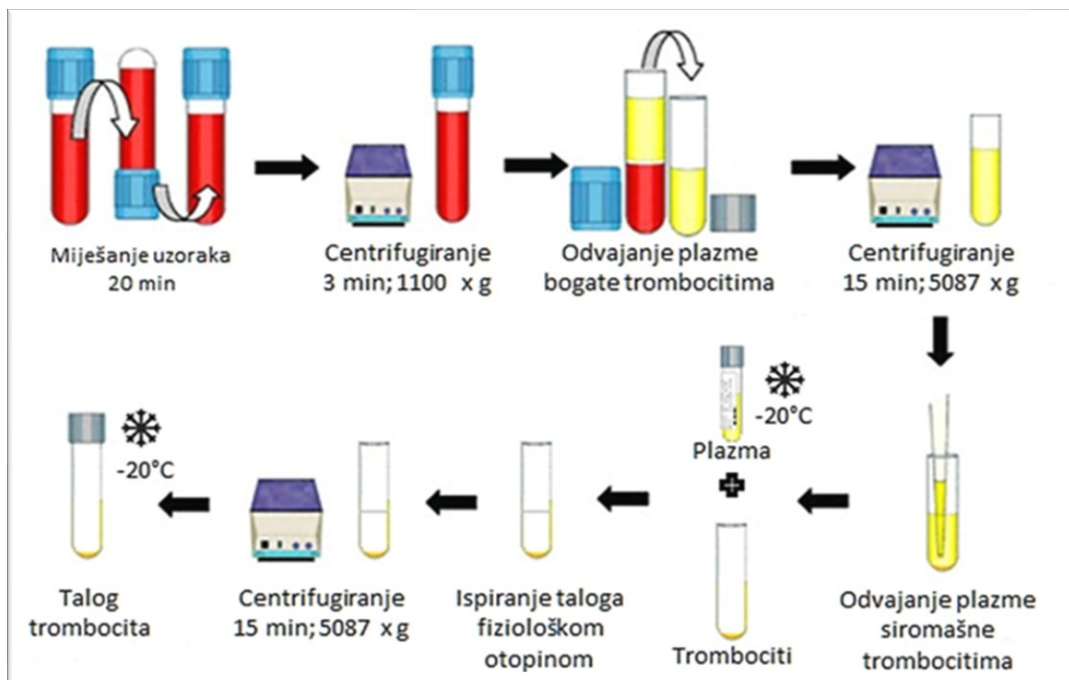 Miješanje uzoraka
20 min
Centrifugiranje
3 min; 1100 x g
Odvajanje plazme
bogate trombocitima
Centrifugiranje
15 min; 5087 x g
Odvajanje plazme
siromašne
trombocitima
-20°C
Plazma
Trombociti
Ispiranje taloga
fiziološkom
otopinom
Centrifugiranje
15 min; 5087 x g
-20°C
Talog
trombocita